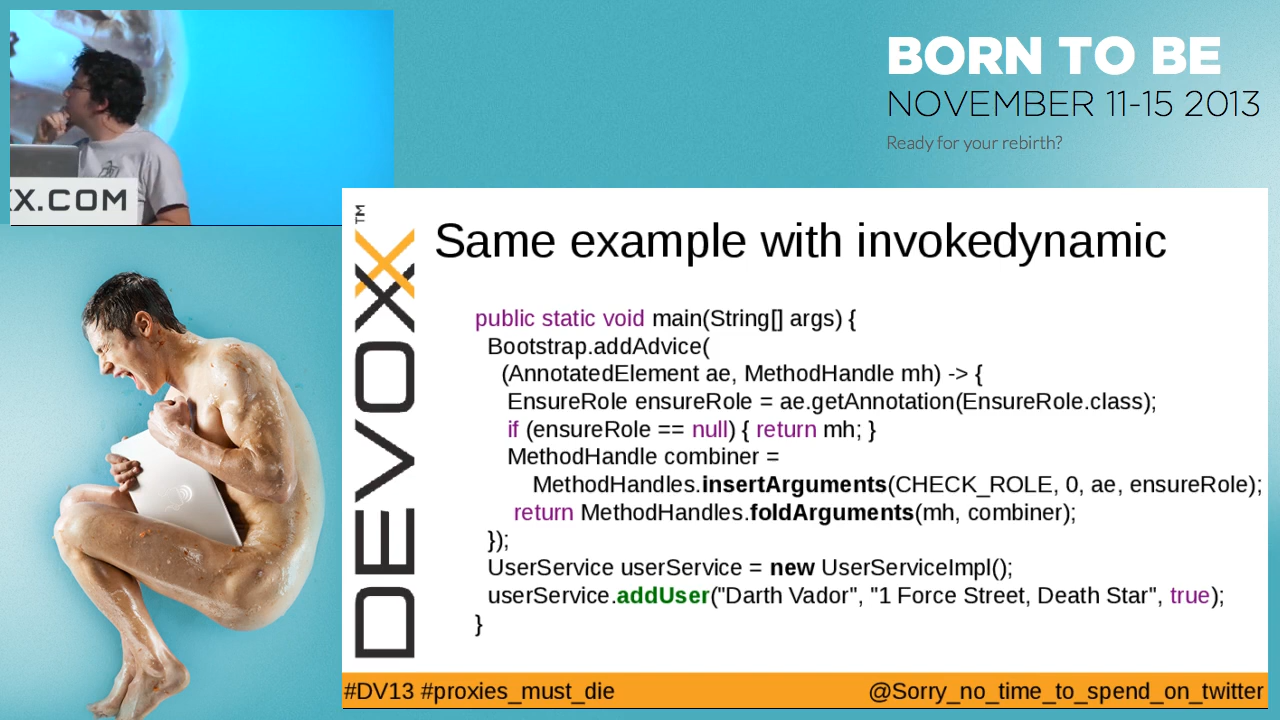 X.COM
BORN TO BE
NOVEMBER 11-15 2013
Ready for your rebirth?
DEVOXX™
Same example with invokedynamic
public static void main(String[] args) {
Bootstrap.addAdvice(
(AnnotatedElement ae, MethodHandle mh) -> {
EnsureRole ensureRole = ae.getAnnotation(EnsureRole.class);
if (ensureRole == null) { return mh; }
MethodHandle combiner =
MethodHandles.insertArguments(CHECK_ROLE, 0, ae, ensureRole);
return MethodHandles.foldArguments(mh, combiner);
});
UserService userService = new UserServiceImpl();
userService.addUser("Darth Vador", "1 Force Street, Death Star", true);
}
#DV13 #proxies_must_die
@Sorry_no_time_to_spend_on_twitter